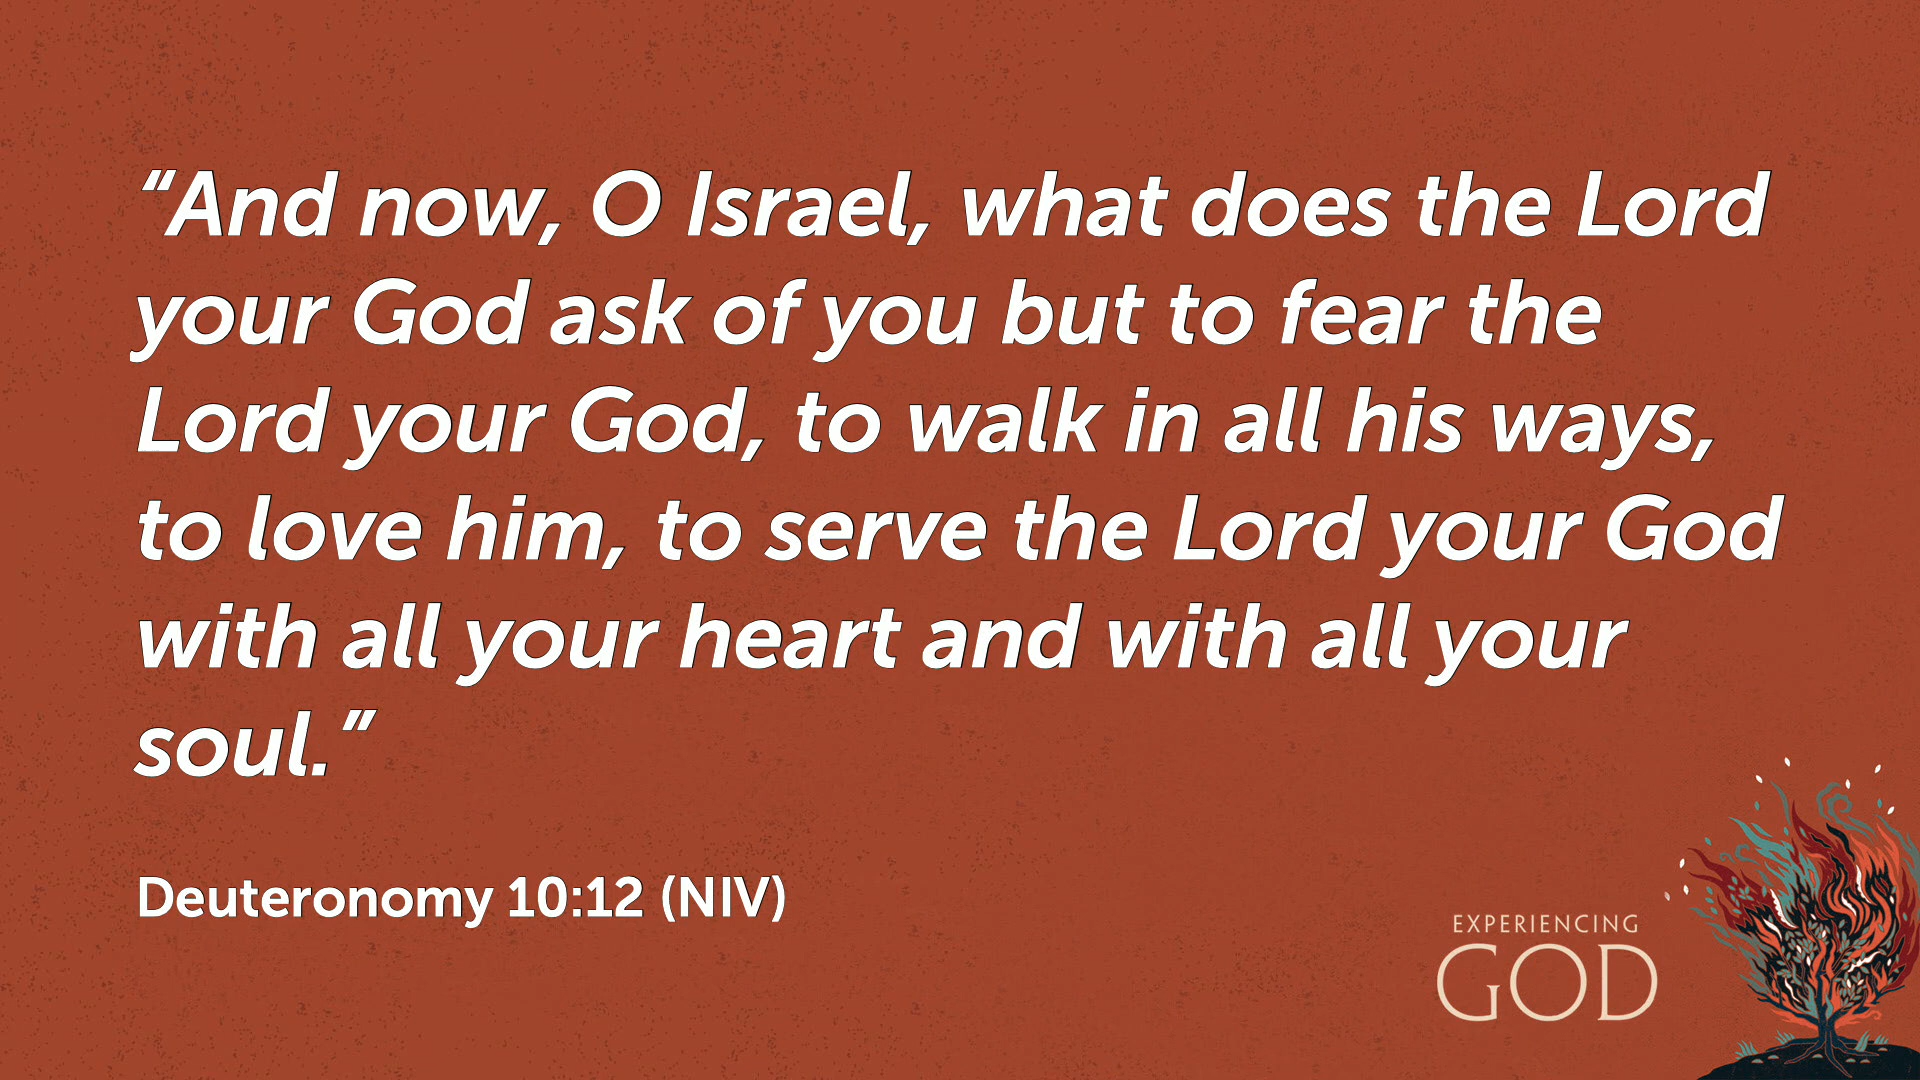 “And now, O Israel, what does the Lord
your God ask of you but to fear the
Lord your God, to walk in all his ways,
to love him, to serve the Lord your God
with all your heart and with all your
soul.”
Deuteronomy 10:12 (NIV)
EXPERIENCING
GOD